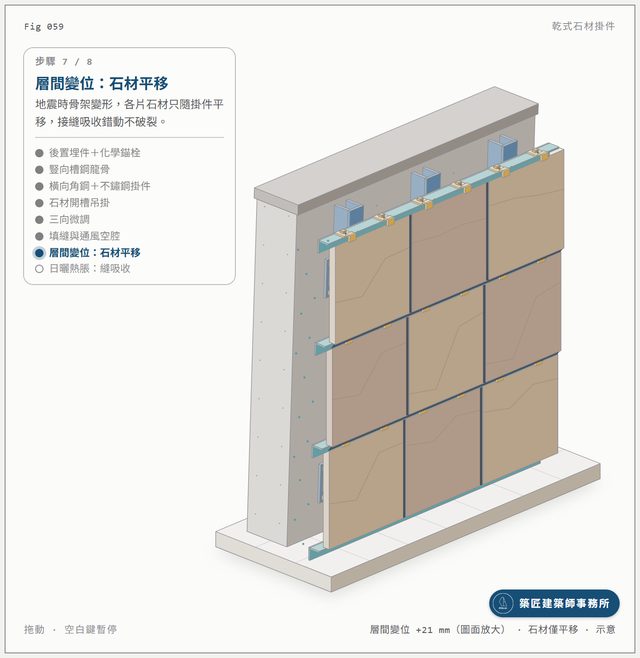 Fig 059
乾式石材掛件
步驟 7 / 8
層間變位：石材平移
地震時骨架變形，各片石材只隨掛件平
移，接縫吸收錯動不破裂。
後置埋件＋化學錨栓
豎向槽鋼龍骨
橫向角鋼＋不鏽鋼掛件
石材開槽吊掛
三向微調
填縫與通風空腔
層間變位：石材平移
日曬熱脹：縫吸收
築匠建築師事務所
拖動 · 空白鍵暫停
層間變位 +21 mm（圖面放大） · 石材僅平移 · 示意